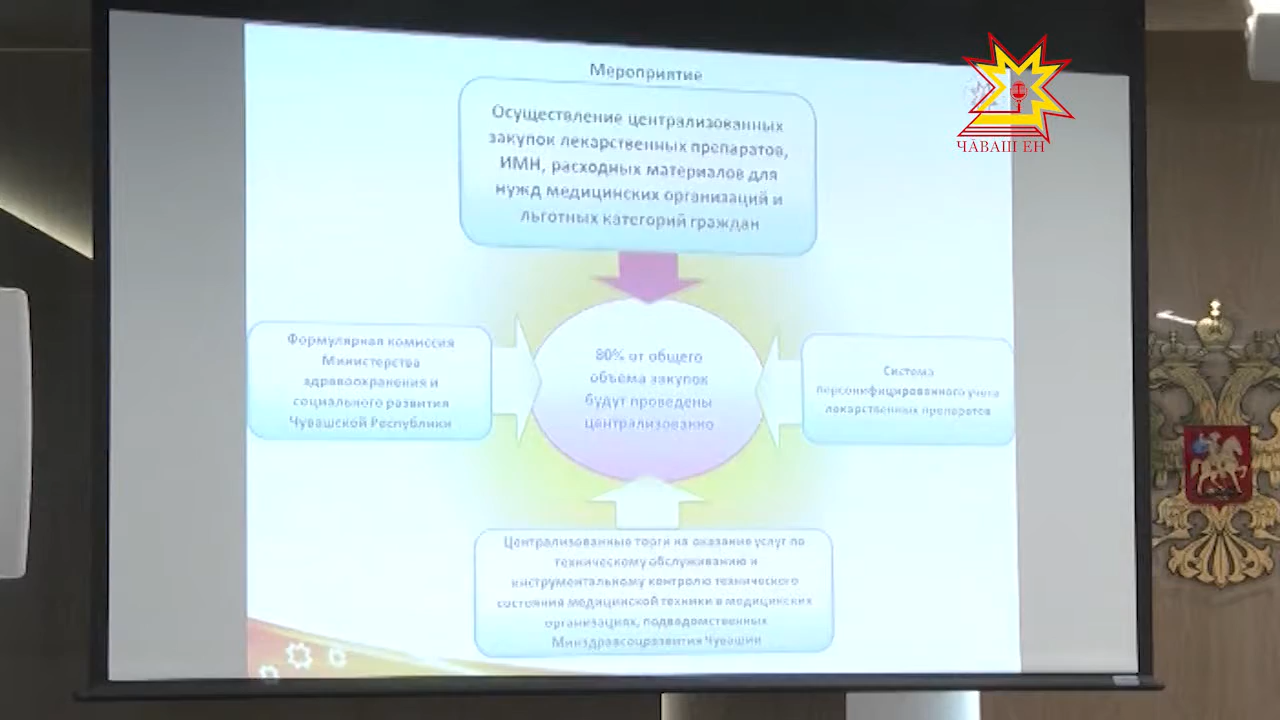 Мероприятие
Осуществление централизованных
закупок лекарственных препаратов,
ИМН, расходных материалов для
нужд медицинских организаций и
льготных категорий граждан
ЧӐВАШ ЕН
Формулярная комиссия
Министерства
здравоохранения и
социального развития
Чувашской Республики
80% от общего
объема закупок
будут проведены
централизованно
Система
персонифицированного учета
лекарственных препаратов
Централизованные торги на оказание услуг по
техническому обслуживанию и
инструментальному контролю технического
состояния медицинской техники в медицинских
организациях, подведомственных
Минздравсоцразвития Чувашии